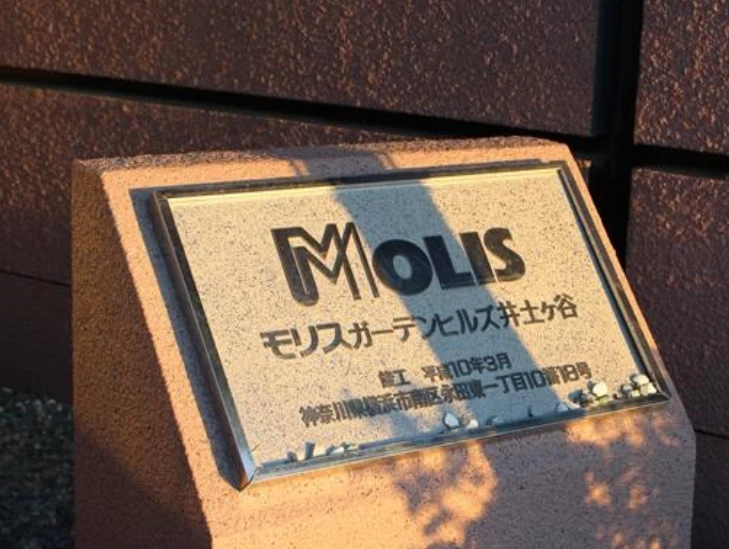 MOLIS
モリスガーデンヒルズ井土ヶ谷
施工 平成10年3月
神奈川県横浜市南区永田東一丁目10番18号